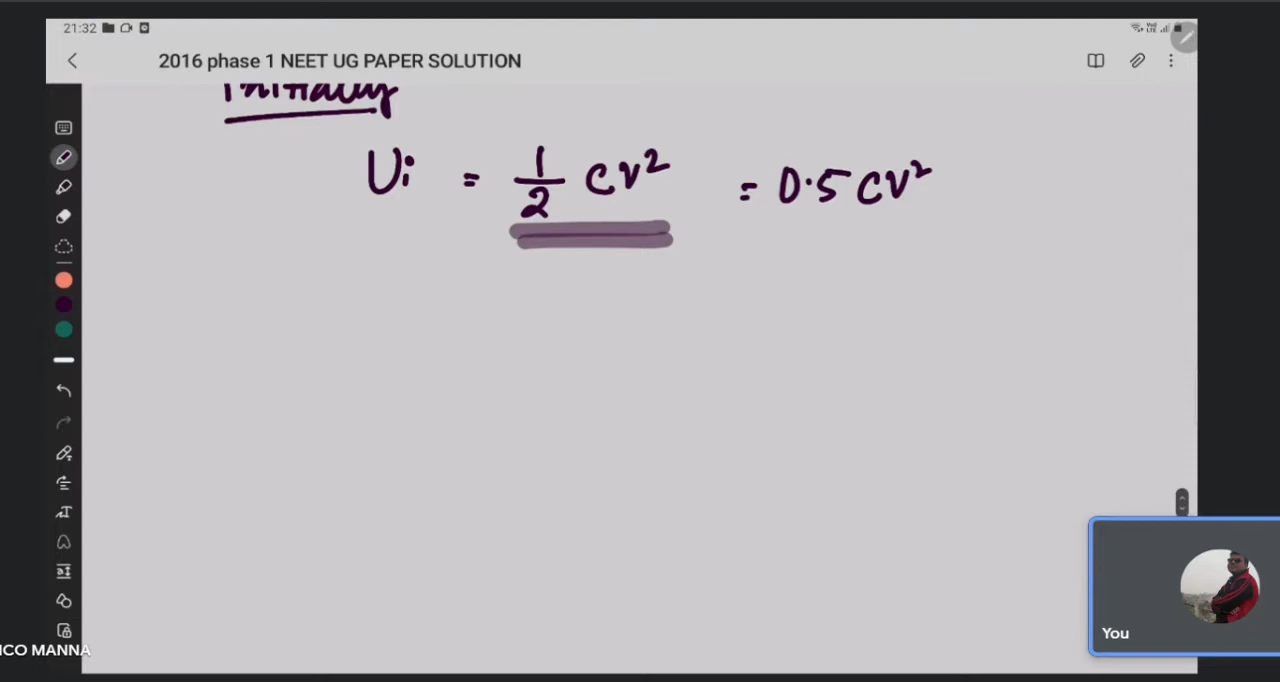 21:32
2016 phase 1 NEET UG PAPER SOLUTION
Initially
Ui = 1/2 CV² = 0.5 CV²
You
ICO MANNA